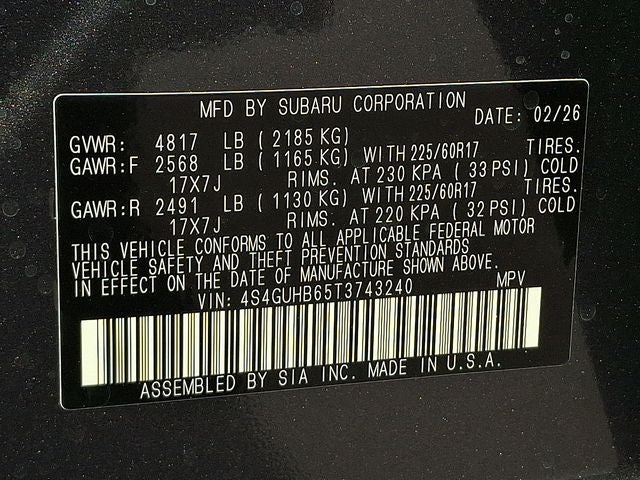 MFD BY SUBARU CORPORATION DATE: 02/26
GVWR: 4817 LB ( 2185 KG)
GAWR:F 2568 LB ( 1165 KG) WITH 225/60R17 TIRES.
17X7J RIMS. AT 230 KPA ( 33 PSI) COLD
GAWR:R 2491 LB ( 1130 KG) WITH 225/60R17 TIRES.
17X7J RIMS. AT 220 KPA ( 32 PSI) COLD
THIS VEHICLE CONFORMS TO ALL APPLICABLE FEDERAL MOTOR
VEHICLE SAFETY AND THEFT PREVENTION STANDARDS
IN EFFECT ON THE DATE OF MANUFACTURE SHOWN ABOVE.
VIN: 4S4GUHB65T3743240 MPV
ASSEMBLED BY SIA INC. MADE IN U.S.A.